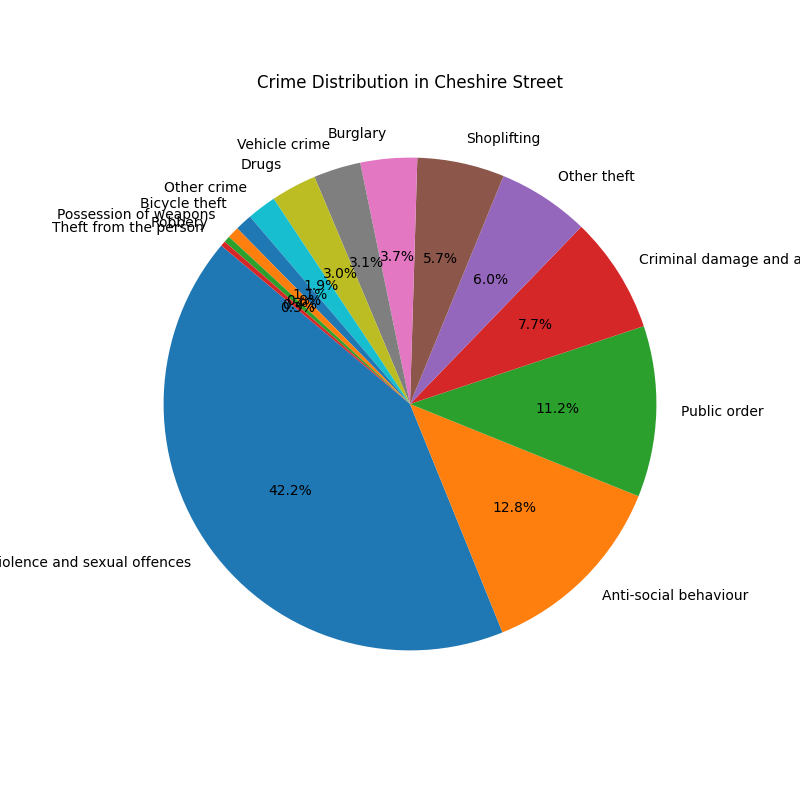 Crime Distribution in Cheshire Street
Burglary
Shoplifting
Vehicle crime
Drugs
Other theft
Other crime
Bicycle theft
Possession of weapons
Robbery
Theft from the person
Criminal damage and a
Public order
Anti-social behaviour
iolence and sexual offences
3.7%
5.7%
3.1%
3.0%
6.0%
1.9%
1.1%
7.7%
11.2%
42.2%
12.8%